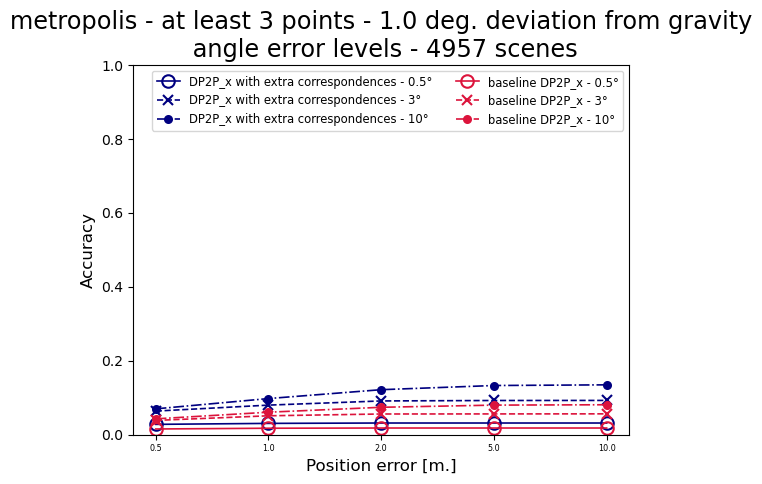 metropolis - at least 3 points - 1.0 deg. deviation from gravity
angle error levels - 4957 scenes
1.0
0.8
0.6
0.4
0.2
0.0
Accuracy
DP2P_x with extra correspondences - 0.5°
DP2P_x with extra correspondences - 3°
DP2P_x with extra correspondences - 10°
baseline DP2P_x - 0.5°
baseline DP2P_x - 3°
baseline DP2P_x - 10°
0.5 1.0 2.0 5.0 10.0
Position error [m.]